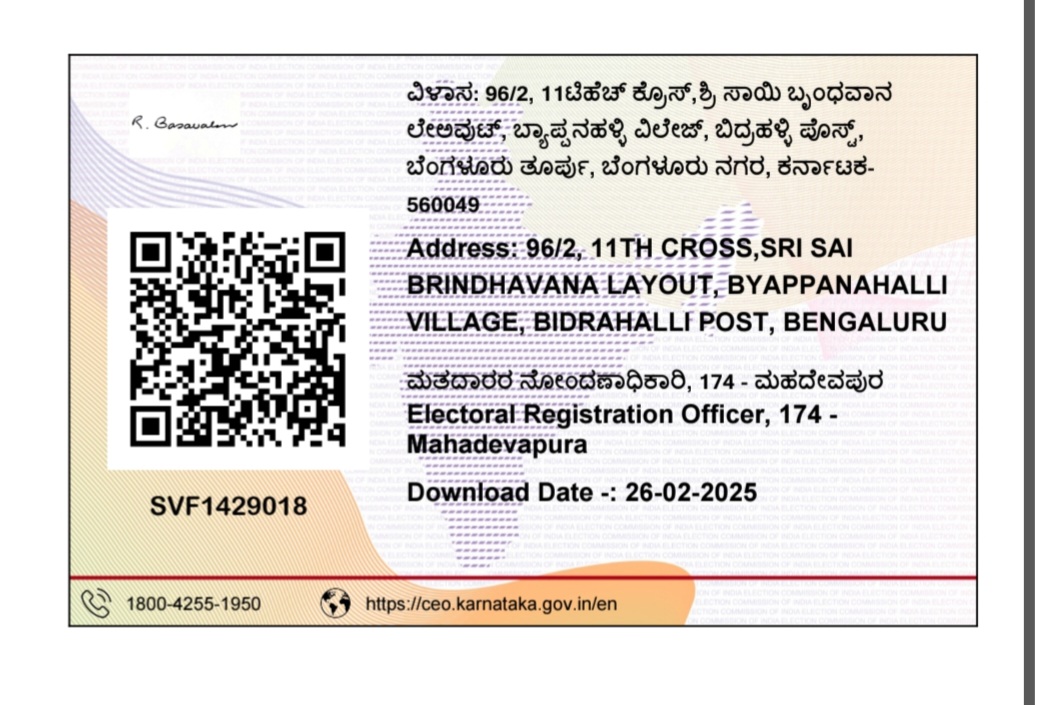 R. Basavalen
ವಿಳಾಸ: 96/2, 11ಟಿಹೆಚ್ ಕ್ರೊಸ್,ಶ್ರಿ ಸಾಯಿ ಬೃಂಧವಾನ
ಲೇಅವುಟ್, ಬ್ಯಾಪ್ಪನಹಳ್ಳಿ ವಿಲೇಜ್, ಬಿದ್ರಹಳ್ಳಿ ಪೊಸ್ಟ್,
ಬೆಂಗಳೂರು ತೂರ್ಪು, ಬೆಂಗಳೂರು ನಗರ, ಕರ್ನಾಟಕ-
560049
Address: 96/2, 11TH CROSS,SRI SAI
BRINDHAVANA LAYOUT, BYAPPANAHALLI
VILLAGE, BIDRAHALLI POST, BENGALURU
ಮತದಾರರ ನೋಂದಣಾಧಿಕಾರಿ, 174 - ಮಹದೇವಪುರ
Electoral Registration Officer, 174 -
Mahadevapura
Download Date -: 26-02-2025
SVF1429018
1800-4255-1950
https://ceo.karnataka.gov.in/en